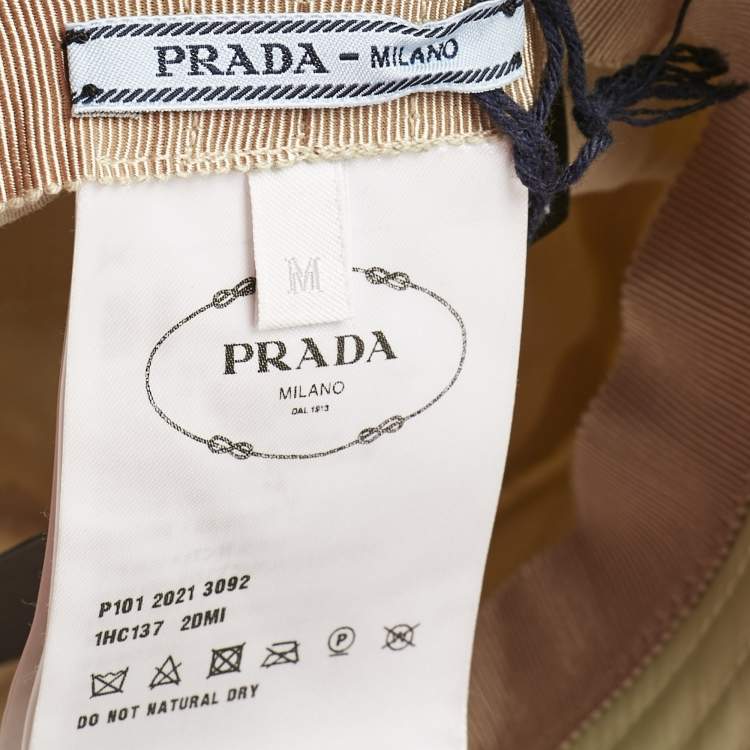 PRADA - MILANO
M
PRADA
MILANO
DAL 1913
P101 2021 3092
1HC137 2DMI
P
DO NOT NATURAL DRY